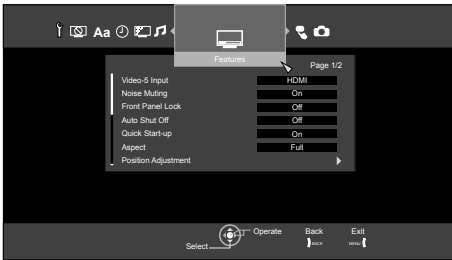 Aa
Features
Page 1/2
Video-5 Input HDMI
Noise Muting On
Front Panel Lock Off
Auto Shut Off Off
Quick Start-up On
Aspect Full
Position Adjustment
Operate Back Exit
BACK MENU
Select